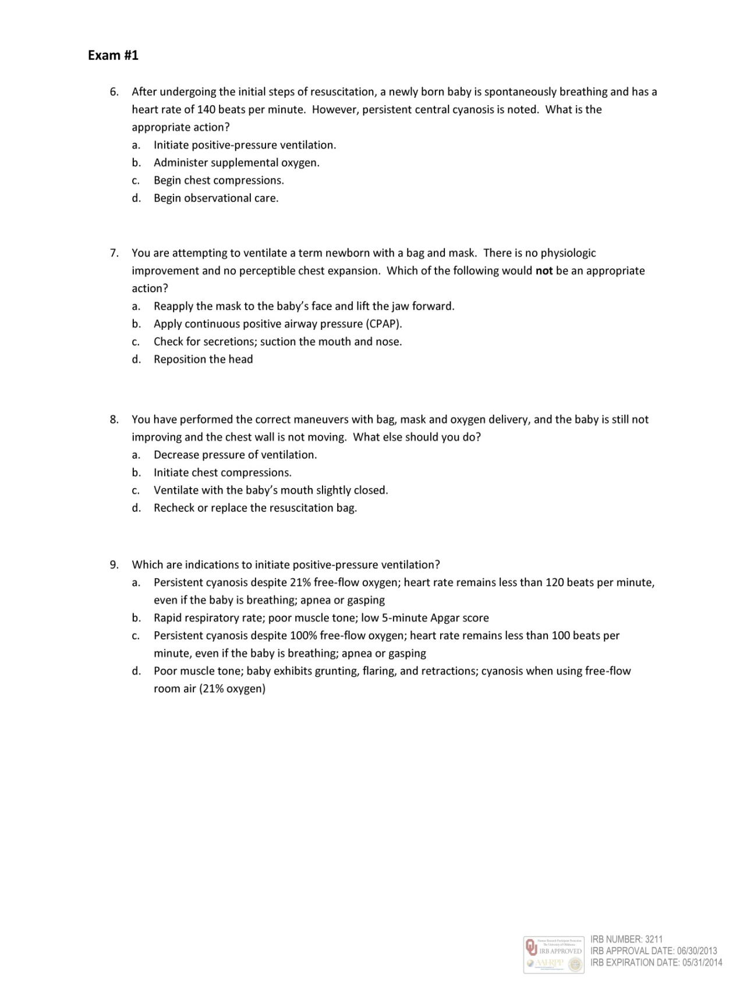 Exam #1
6. After undergoing the initial steps of resuscitation, a newly born baby is spontaneously breathing and has a
heart rate of 140 beats per minute. However, persistent central cyanosis is noted. What is the
appropriate action?
a. Initiate positive-pressure ventilation.
b. Administer supplemental oxygen.
c. Begin chest compressions.
d. Begin observational care.
7. You are attempting to ventilate a term newborn with a bag and mask. There is no physiologic
improvement and no perceptible chest expansion. Which of the following would not be an appropriate
action?
a. Reapply the mask to the baby’s face and lift the jaw forward.
b. Apply continuous positive airway pressure (CPAP).
c. Check for secretions; suction the mouth and nose.
d. Reposition the head
8. You have performed the correct maneuvers with bag, mask and oxygen delivery, and the baby is still not
improving and the chest wall is not moving. What else should you do?
a. Decrease pressure of ventilation.
b. Initiate chest compressions.
c. Ventilate with the baby’s mouth slightly closed.
d. Recheck or replace the resuscitation bag.
9. Which are indications to initiate positive-pressure ventilation?
a. Persistent cyanosis despite 21% free-flow oxygen; heart rate remains less than 120 beats per minute,
even if the baby is breathing; apnea or gasping
b. Rapid respiratory rate; poor muscle tone; low 5-minute Apgar score
c. Persistent cyanosis despite 100% free-flow oxygen; heart rate remains less than 100 beats per
minute, even if the baby is breathing; apnea or gasping
d. Poor muscle tone; baby exhibits grunting, flaring, and retractions; cyanosis when using free-flow
room air (21% oxygen)
Human Research Participant Protection
The University of Oklahoma
IRB APPROVED
AAHRPP
IRB NUMBER: 3211
IRB APPROVAL DATE: 06/30/2013
IRB EXPIRATION DATE: 05/31/2014